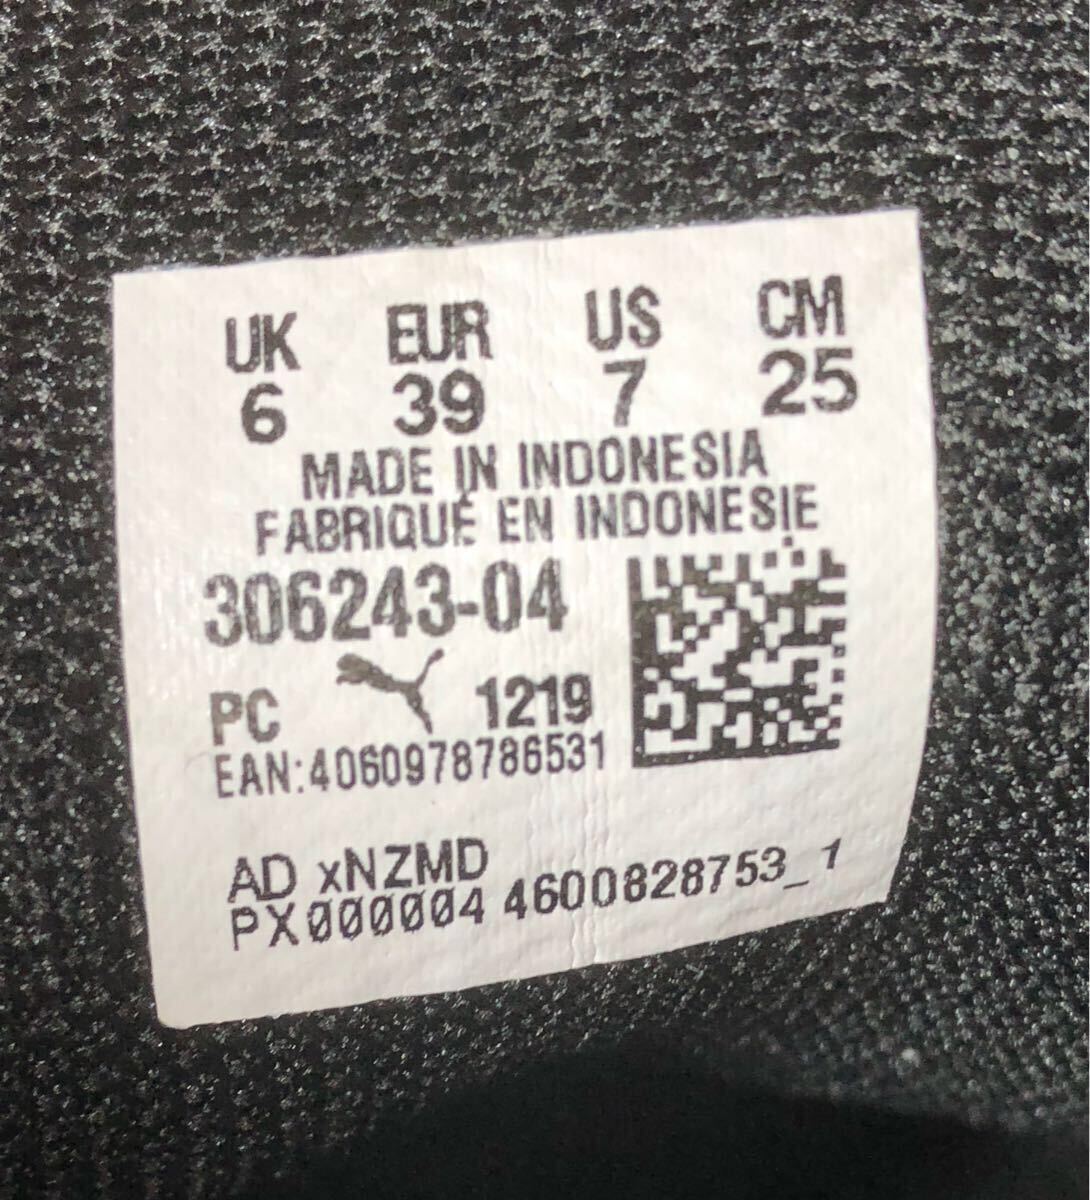 UK EUR US CM
6 39 7 25
MADE IN INDONESIA
FABRIQUÉ EN INDONESIE
306243-04
PC 1219
EAN:4060978786531
AD xNZMD
PX000004 4600828753_1